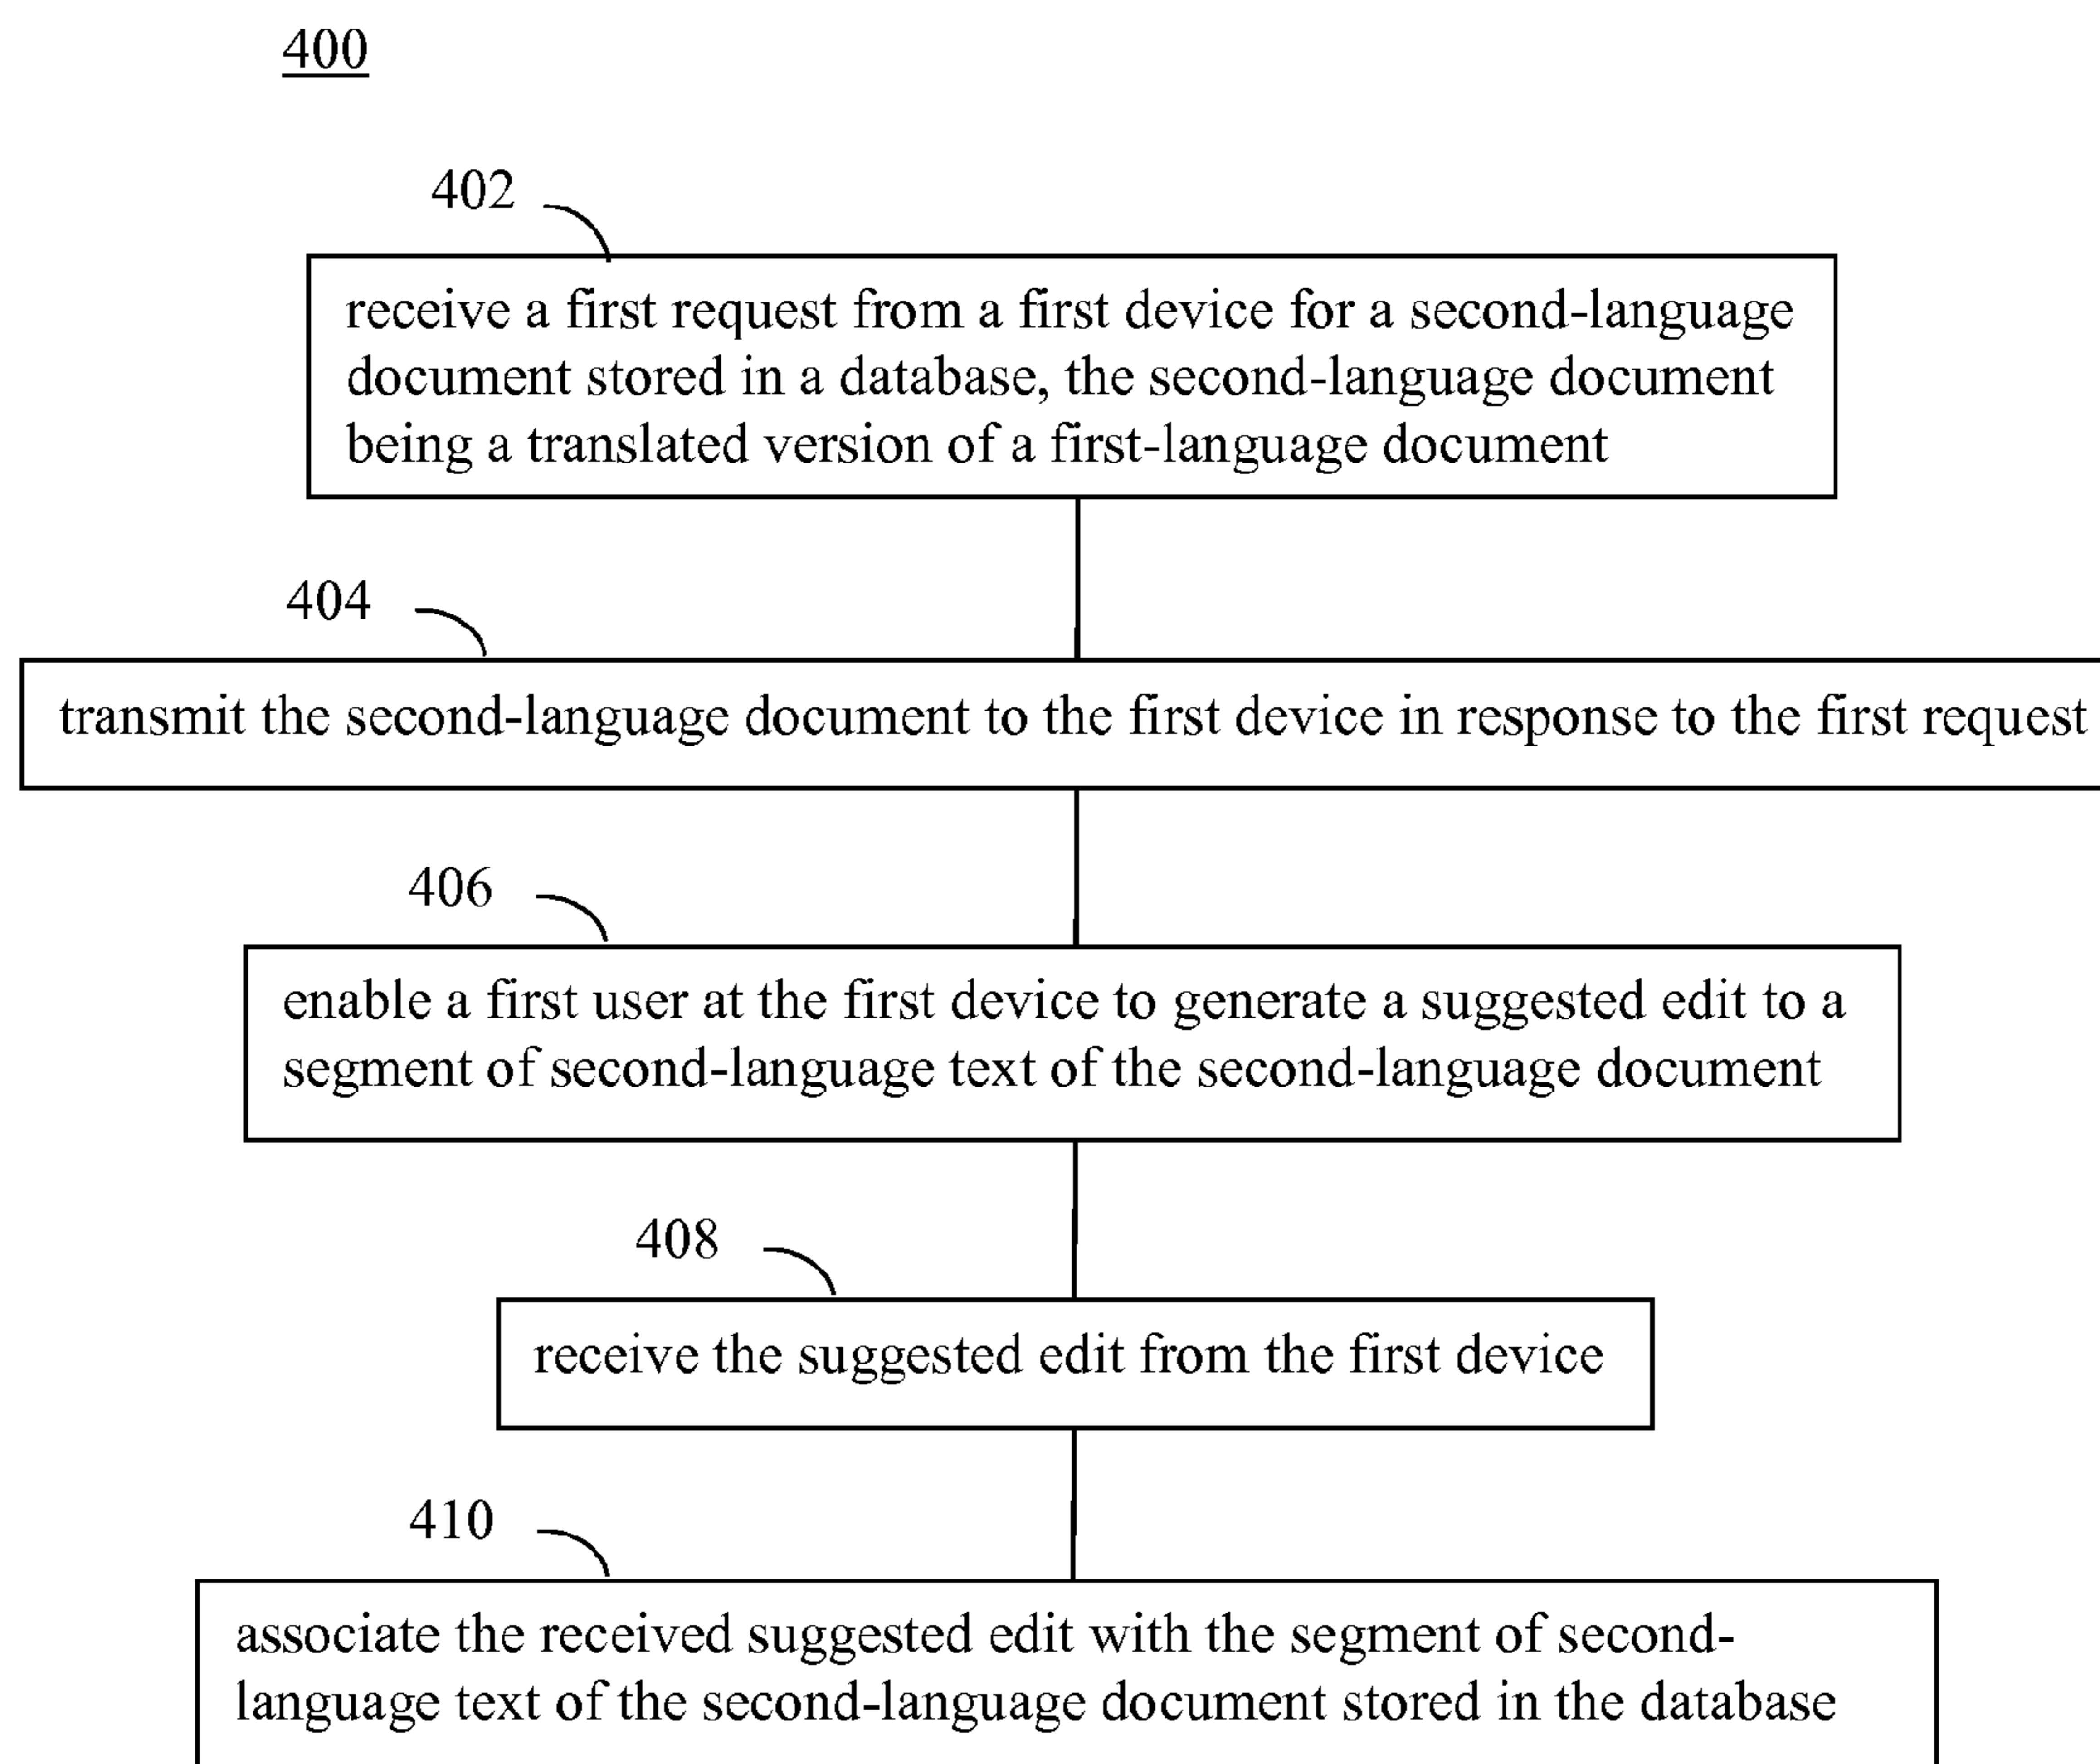 400
402
receive a first request from a first device for a second-language
document stored in a database, the second-language document
being a translated version of a first-language document
404
transmit the second-language document to the first device in response to the first request
406
enable a first user at the first device to generate a suggested edit to a
segment of second-language text of the second-language document
408
receive the suggested edit from the first device
410
associate the received suggested edit with the segment of second-
language text of the second-language document stored in the database